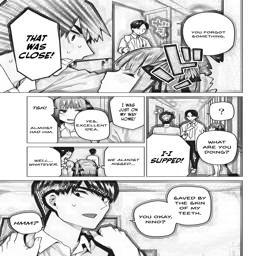 YOU FORGOT
SOMETHING.
THAT
WAS
CLOSE!
?
WHAT
ARE YOU
DOING?
I-I
SLIPPED!
I WAS
JUST ON
MY WAY
HOME!
YES,
EXCELLENT
IDEA.
TSK!
ALMOST
HAD HIM.
WE ALMOST
KISSED...
WELL...
WHATEVER.
SAVED BY
THE SKIN
OF MY
TEETH.
YOU OKAY,
NINO?
HMM?